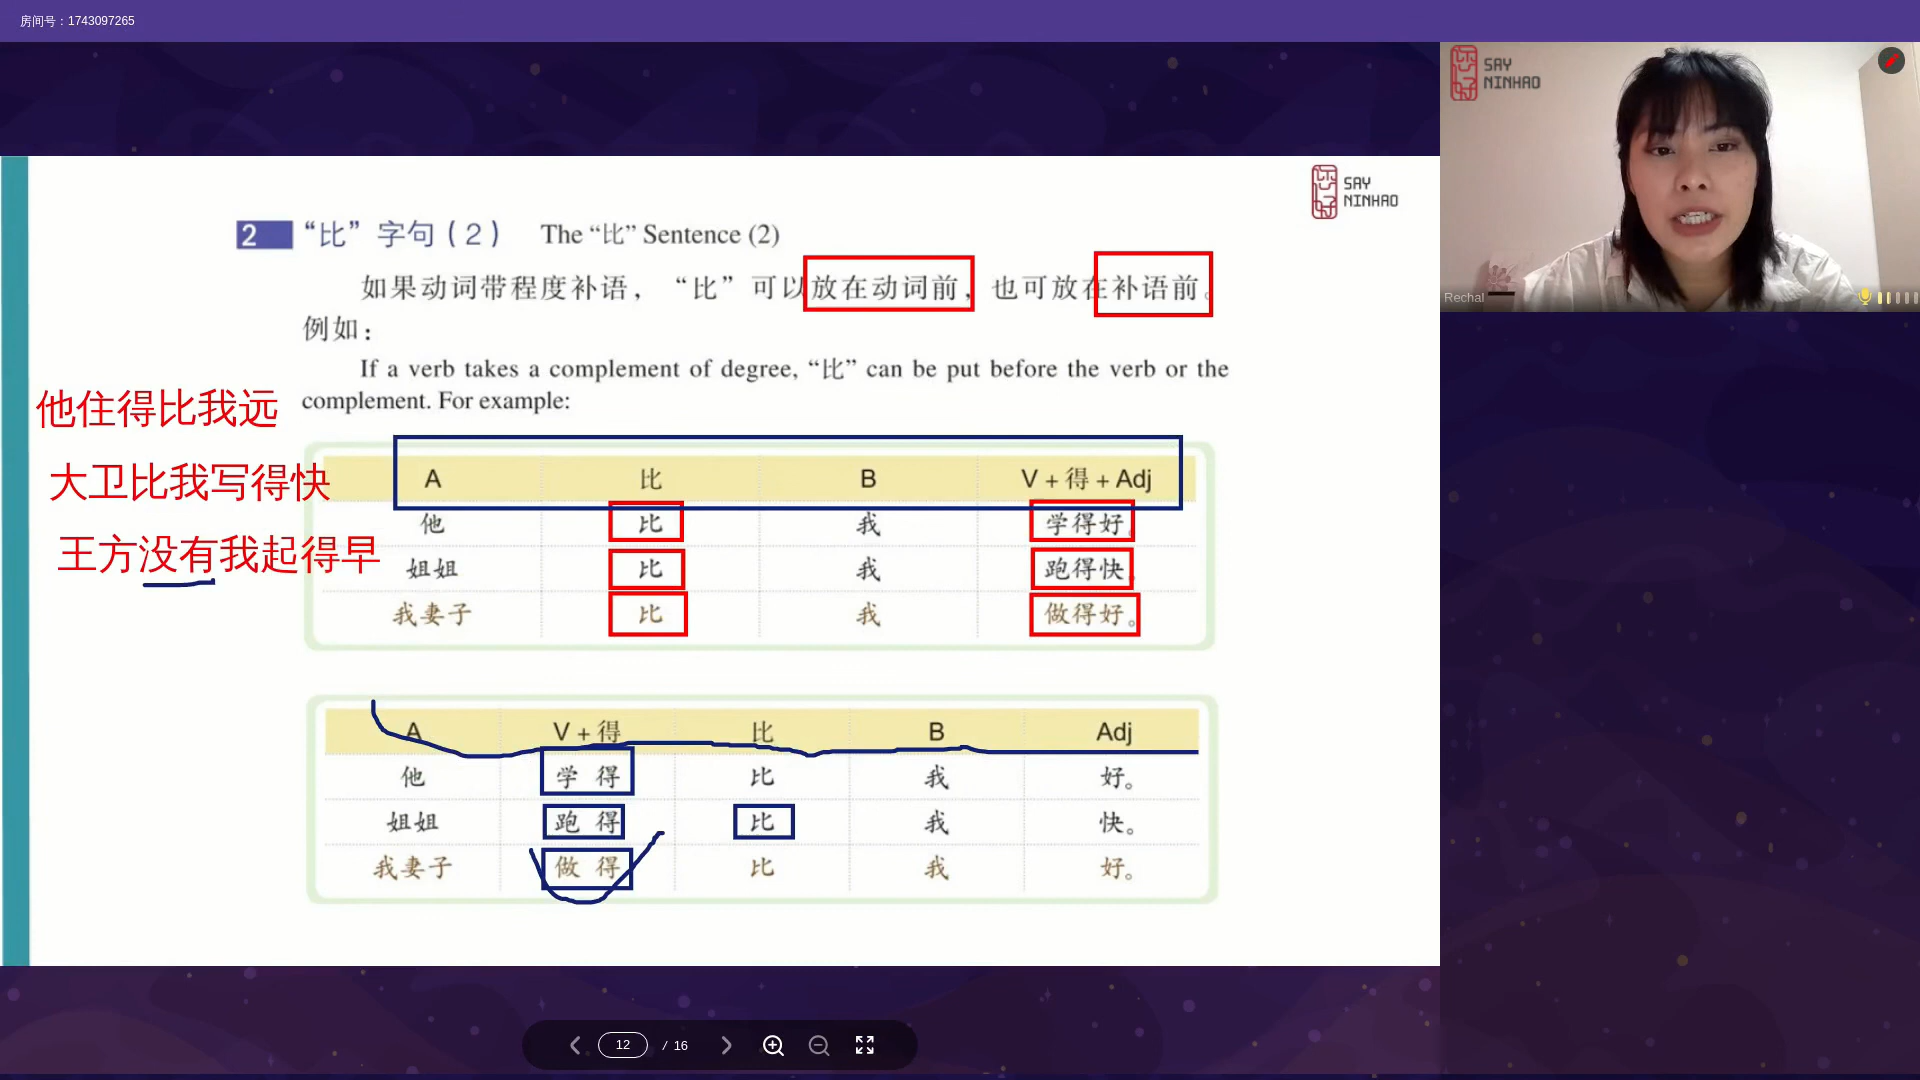 房间号：1743097265
SAY
NINHAO
Rechal
SAY
NINHAO
2 “比”字句（2） The “比” Sentence (2)
如果动词带程度补语，“比”可以放在动词前，也可放在补语前。
例如：
If a verb takes a complement of degree, “比” can be put before the verb or the
complement. For example:
他住得比我远
大卫比我写得快
王方没有我起得早
A 比 B V + 得 + Adj
他 比 我 学得好。
姐姐 比 我 跑得快。
我妻子 比 我 做得好。
A V + 得 比 B Adj
他 学 得 比 我 好。
姐姐 跑 得 比 我 快。
我妻子 做 得 比 我 好。
12 / 16